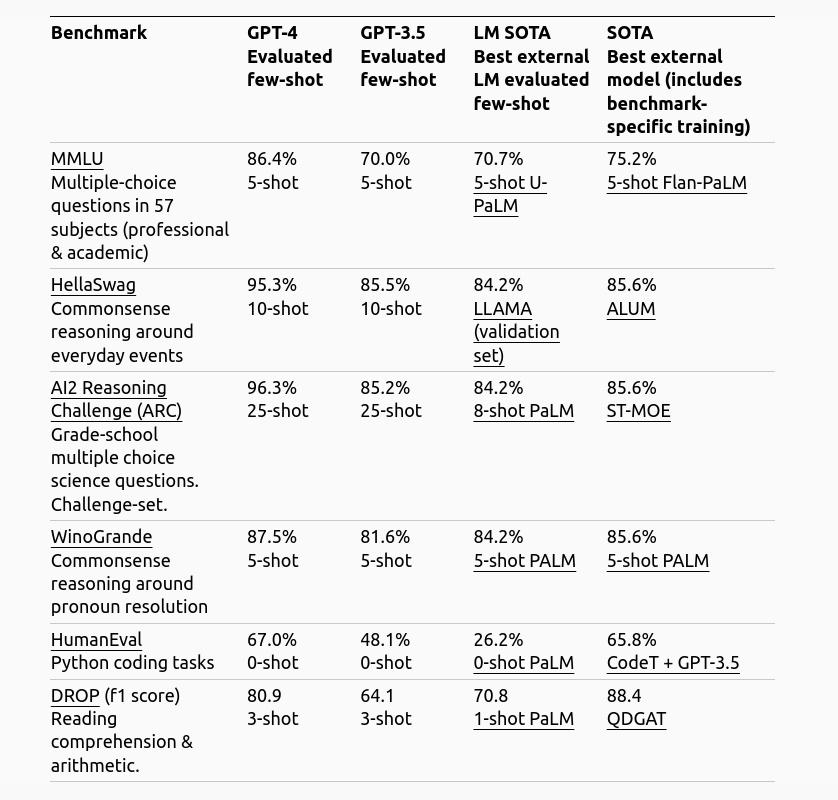 Benchmark
GPT-4
Evaluated
few-shot
GPT-3.5
Evaluated
few-shot
LM SOTA
Best external
LM evaluated
few-shot
SOTA
Best external
model (includes
benchmark-
specific training)
MMLU
Multiple-choice
questions in 57
subjects (professional
& academic)
86.4%
5-shot
70.0%
5-shot
70.7%
5-shot U-
PaLM
75.2%
5-shot Flan-PaLM
HellaSwag
Commonsense
reasoning around
everyday events
95.3%
10-shot
85.5%
10-shot
84.2%
LLAMA
(validation
set)
85.6%
ALUM
AI2 Reasoning
Challenge (ARC)
Grade-school
multiple choice
science questions.
Challenge-set.
96.3%
25-shot
85.2%
25-shot
84.2%
8-shot PaLM
85.6%
ST-MOE
WinoGrande
Commonsense
reasoning around
pronoun resolution
87.5%
5-shot
81.6%
5-shot
84.2%
5-shot PALM
85.6%
5-shot PALM
HumanEval
Python coding tasks
67.0%
0-shot
48.1%
0-shot
26.2%
0-shot PaLM
65.8%
CodeT + GPT-3.5
DROP (f1 score)
Reading
comprehension &
arithmetic.
80.9
3-shot
64.1
3-shot
70.8
1-shot PaLM
88.4
QDGAT